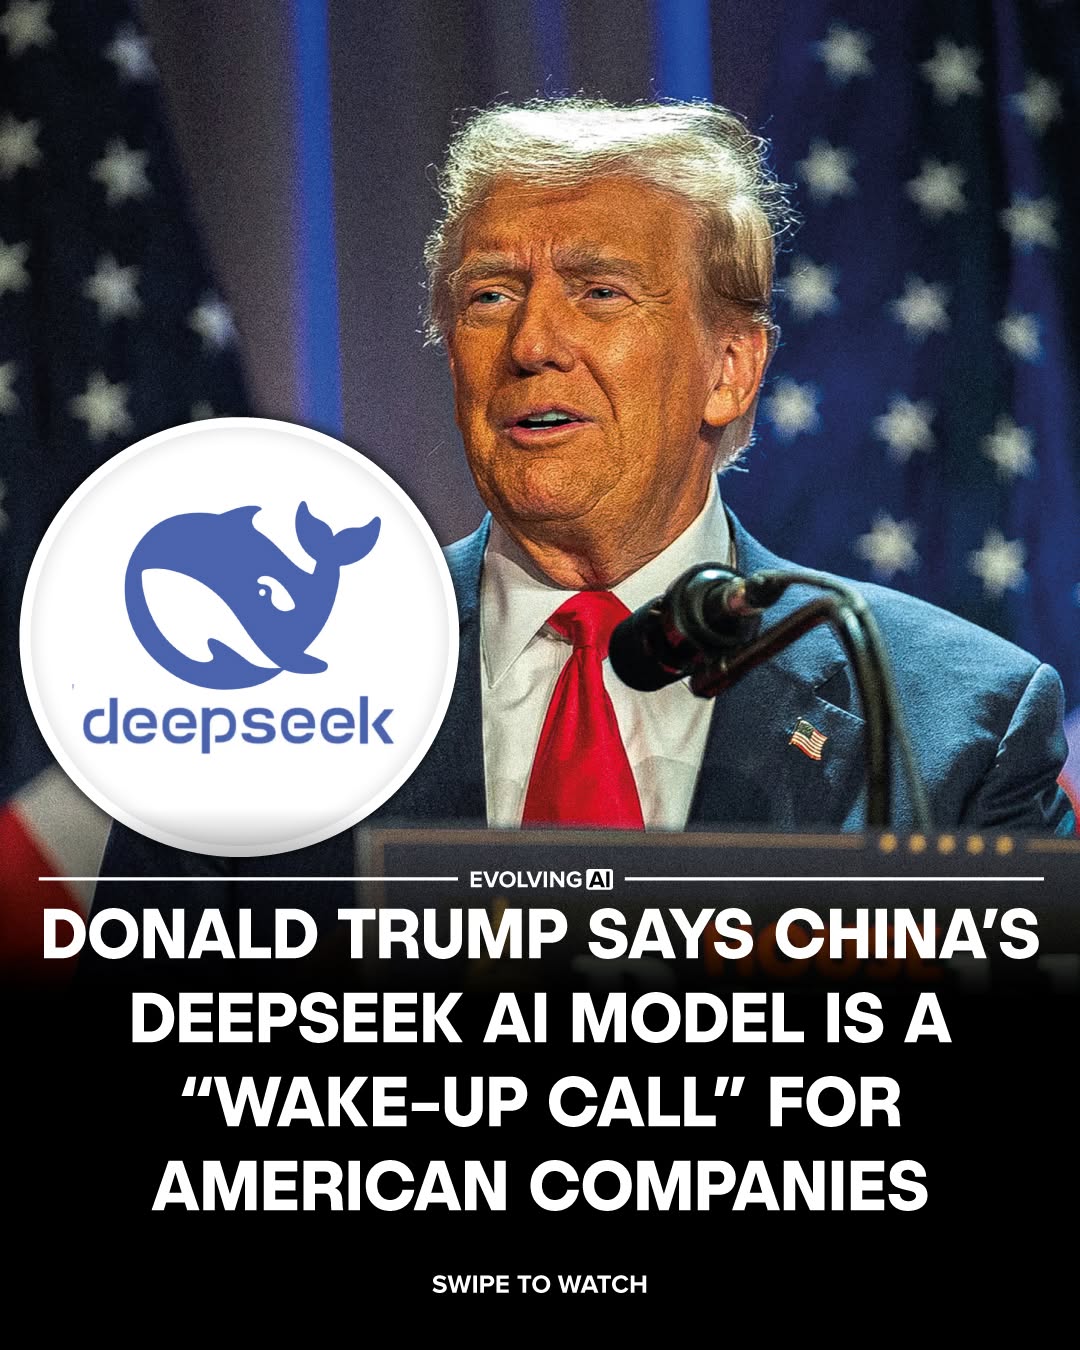 deepseek
EVOLVING AI
DONALD TRUMP SAYS CHINA'S
DEEPSEEK AI MODEL IS A
“WAKE-UP CALL” FOR
AMERICAN COMPANIES
SWIPE TO WATCH